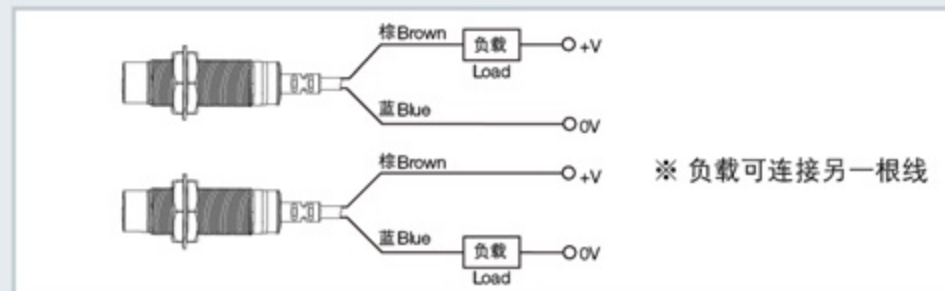 棕Brown
负载
+V
Load
蓝Blue
0V
棕Brown
+V
※ 负载可连接另一根线
蓝Blue
负载
0V
Load